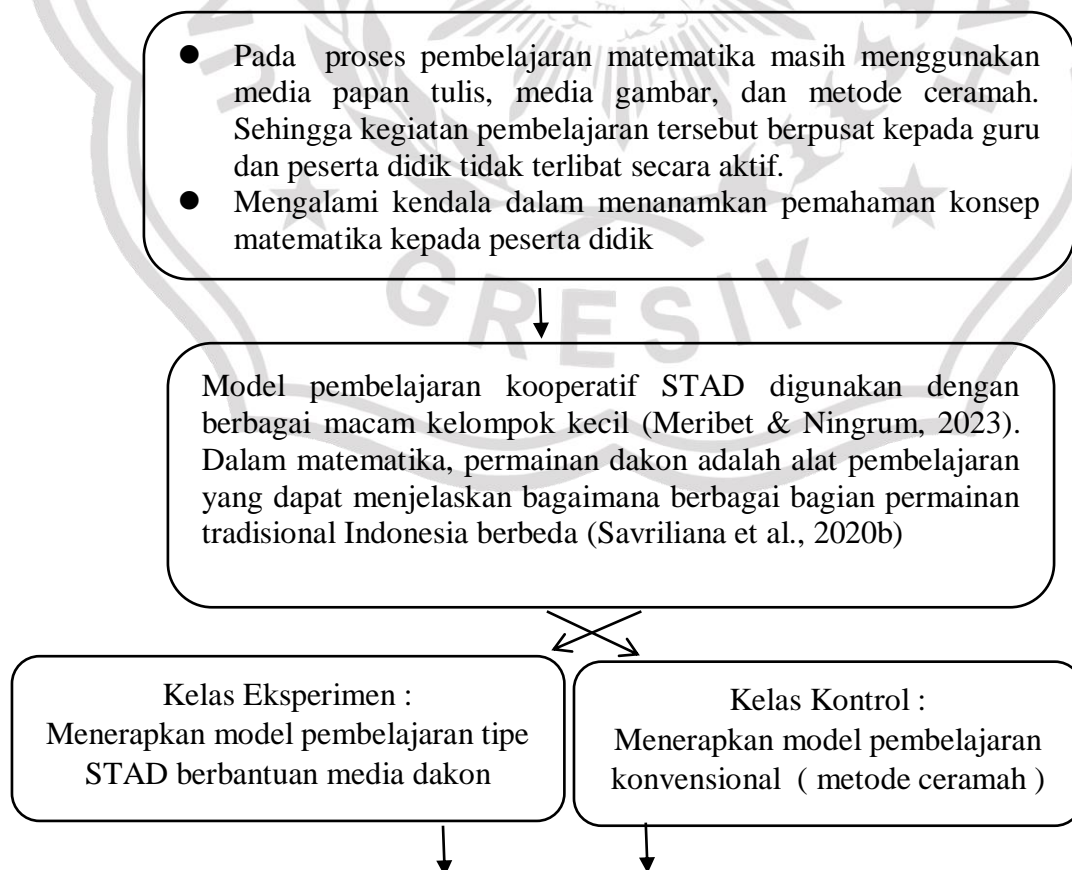 ● Pada proses pembelajaran matematika masih menggunakan
media papan tulis, media gambar, dan metode ceramah.
Sehingga kegiatan pembelajaran tersebut berpusat kepada guru
dan peserta didik tidak terlibat secara aktif.
● Mengalami kendala dalam menanamkan pemahaman konsep
matematika kepada peserta didik
GRESIK
Model pembelajaran kooperatif STAD digunakan dengan
berbagai macam kelompok kecil (Meribet & Ningrum, 2023).
Dalam matematika, permainan dakon adalah alat pembelajaran
yang dapat menjelaskan bagaimana berbagai bagian permainan
tradisional Indonesia berbeda (Savriliana et al., 2020b)
Kelas Eksperimen :
Menerapkan model pembelajaran tipe
STAD berbantuan media dakon
Kelas Kontrol :
Menerapkan model pembelajaran
konvensional ( metode ceramah )